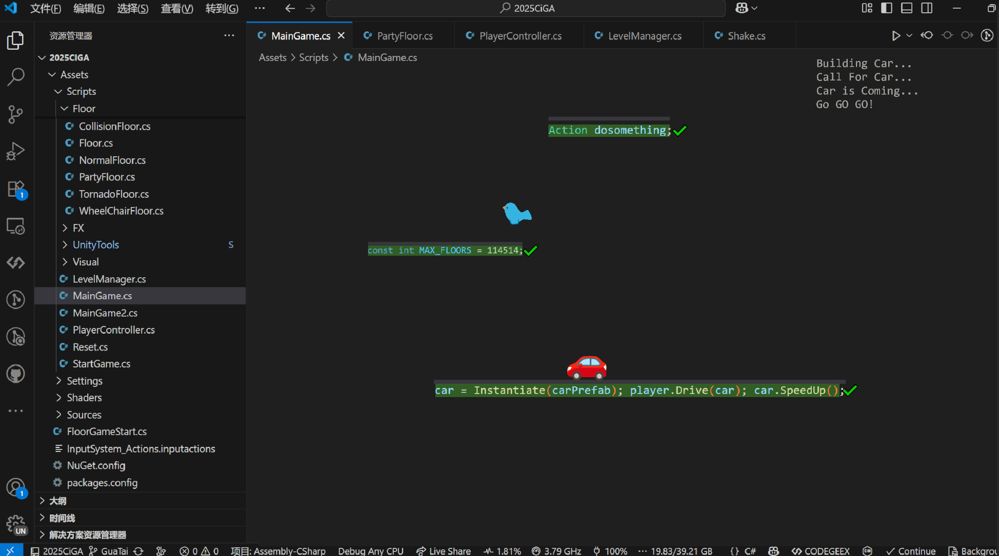 文件(F) 编辑(E) 选择(S) 查看(V) 转到(G) ··· 2025CiGA
资源管理器 ···
MainGame.cs PartyFloor.cs PlayerController.cs LevelManager.cs Shake.cs
Assets > Scripts > MainGame.cs
2025CIGA
Assets
Scripts
Floor
CollisionFloor.cs
Floor.cs
NormalFloor.cs
PartyFloor.cs
TornadoFloor.cs
WheelChairFloor.cs
FX
UnityTools S
Visual
LevelManager.cs
MainGame.cs
MainGame2.cs
PlayerController.cs
Reset.cs
StartGame.cs
Settings
Shaders
Sources
FloorGameStart.cs
InputSystem_Actions.inputactions
NuGet.config
packages.config
大纲
时间线
解决方案资源管理器
1
1
UN
Building Car...
Call For Car...
Car is Coming...
Go GO GO!
Action dosomething;
const int MAX_FLOORS = 114514;
car = Instantiate(carPrefab); player.Drive(car); car.SpeedUp();
2025CiGA GuaTai 0 0 项目: Assembly-CSharp Debug Any CPU Live Share 1.81% 3.79 GHz 100% ··· 19.83/39.21 GB {} C# CODEGEEX Continue Backgrou